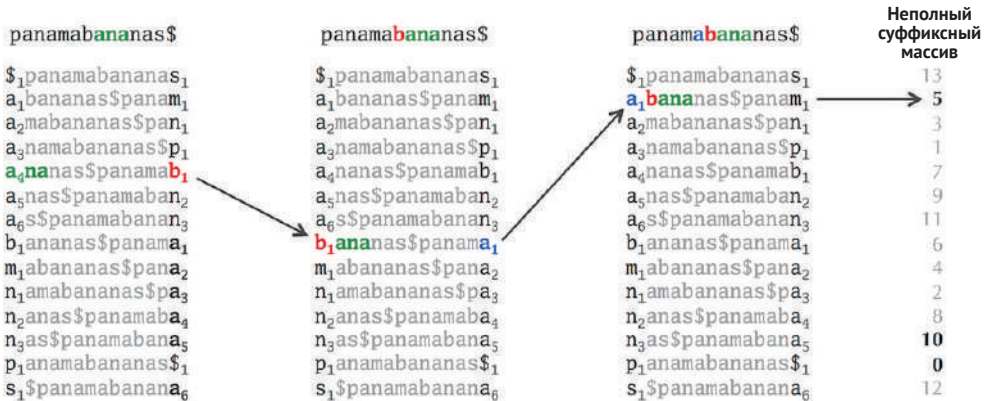 Неполный
суффиксный
массив
panamabananas$ panamabananas$ panamabananas$
$₁panamabananas₁ $₁panamabananas₁ $₁panamabananas₁ 13
a₁bananas$panam₁ a₁bananas$panam₁ a₁bananas$panam₁ 5
a₂mabananas$pan₁ a₂mabananas$pan₁ a₂mabananas$pan₁ 3
a₃namabananas$p₁ a₃namabananas$p₁ a₃namabananas$p₁ 1
a₄nanas$panamab₁ a₄nanas$panamab₁ a₄nanas$panamab₁ 7
a₅nas$panamaban₂ a₅nas$panamaban₂ a₅nas$panamaban₂ 9
a₆s$panamabanan₃ a₆s$panamabanan₃ a₆s$panamabanan₃ 11
b₁ananas$panama₁ b₁ananas$panama₁ b₁ananas$panama₁ 6
m₁abananas$pana₂ m₁abananas$pana₂ m₁abananas$pana₂ 4
n₁amabananas$pa₃ n₁amabananas$pa₃ n₁amabananas$pa₃ 2
n₂anas$panamaba₄ n₂anas$panamaba₄ n₂anas$panamaba₄ 8
n₃as$panamabana₅ n₃as$panamabana₅ n₃as$panamabana₅ 10
p₁anamabananas$₁ p₁anamabananas$₁ p₁anamabananas$₁ 0
s₁$panamabanana₆ s₁$panamabanana₆ s₁$panamabanana₆ 12